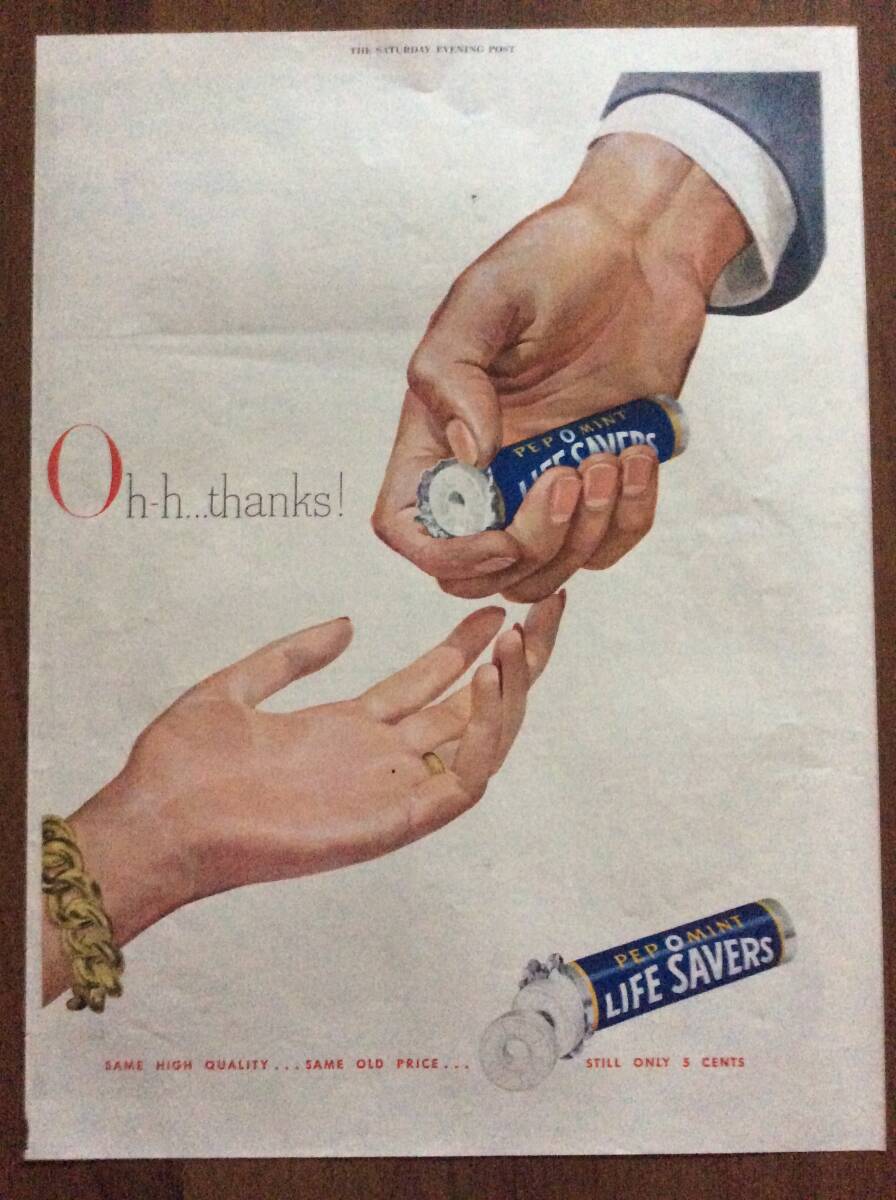 THE SATURDAY EVENING POST
PEP O MINT
LIFE SAVERS
Oh-h...thanks!
PEP O MINT
LIFE SAVERS
SAME HIGH QUALITY... SAME OLD PRICE... STILL ONLY 5 CENTS